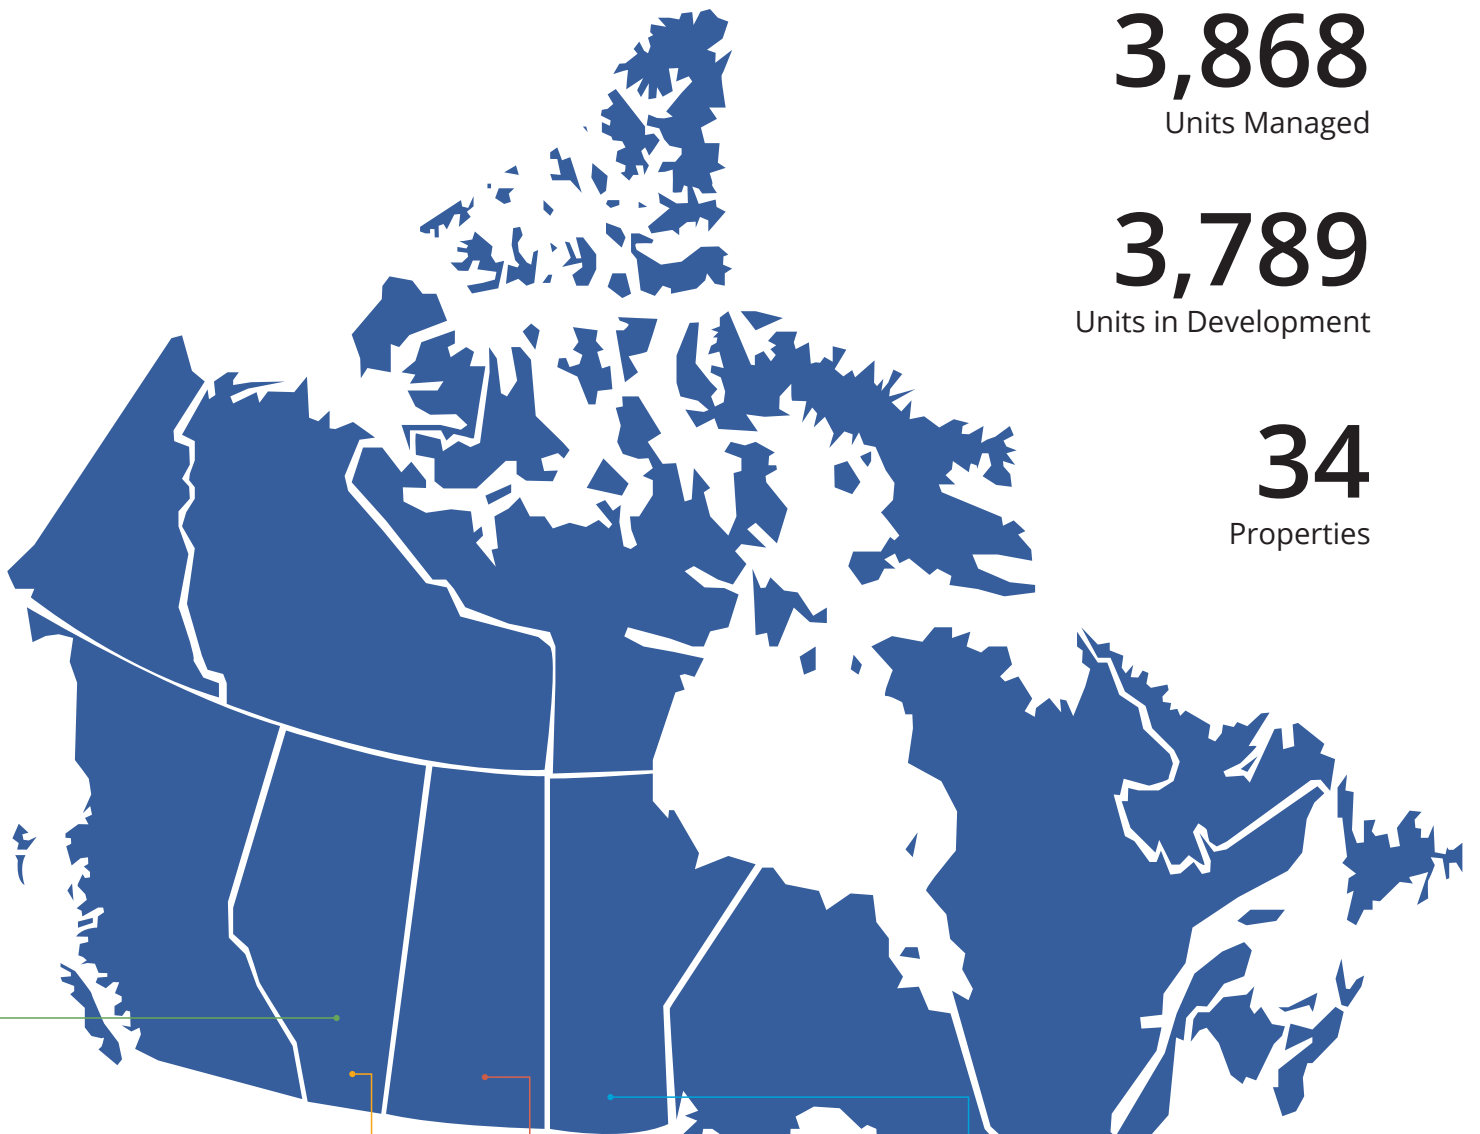 3,868
Units Managed
3,789
Units in Development
34
Properties